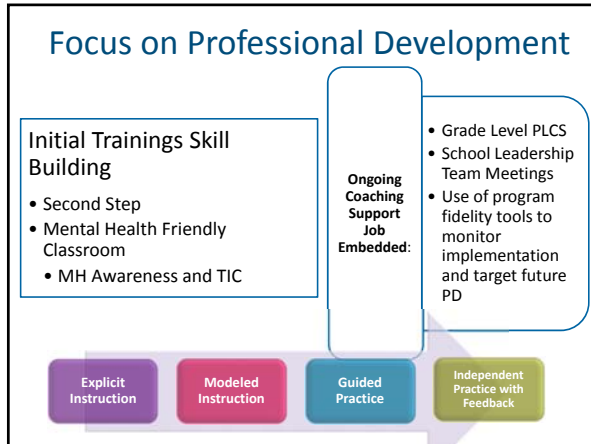 Focus on Professional Development
Initial Trainings Skill
Building
• Second Step
• Mental Health Friendly
Classroom
• MH Awareness and TIC
Ongoing
Coaching
Support
Job
Embedded:
• Grade Level PLCS
• School Leadership
Team Meetings
• Use of program
fidelity tools to
monitor
implementation
and target future
PD
Explicit
Instruction
Modeled
Instruction
Guided
Practice
Independent
Practice with
Feedback